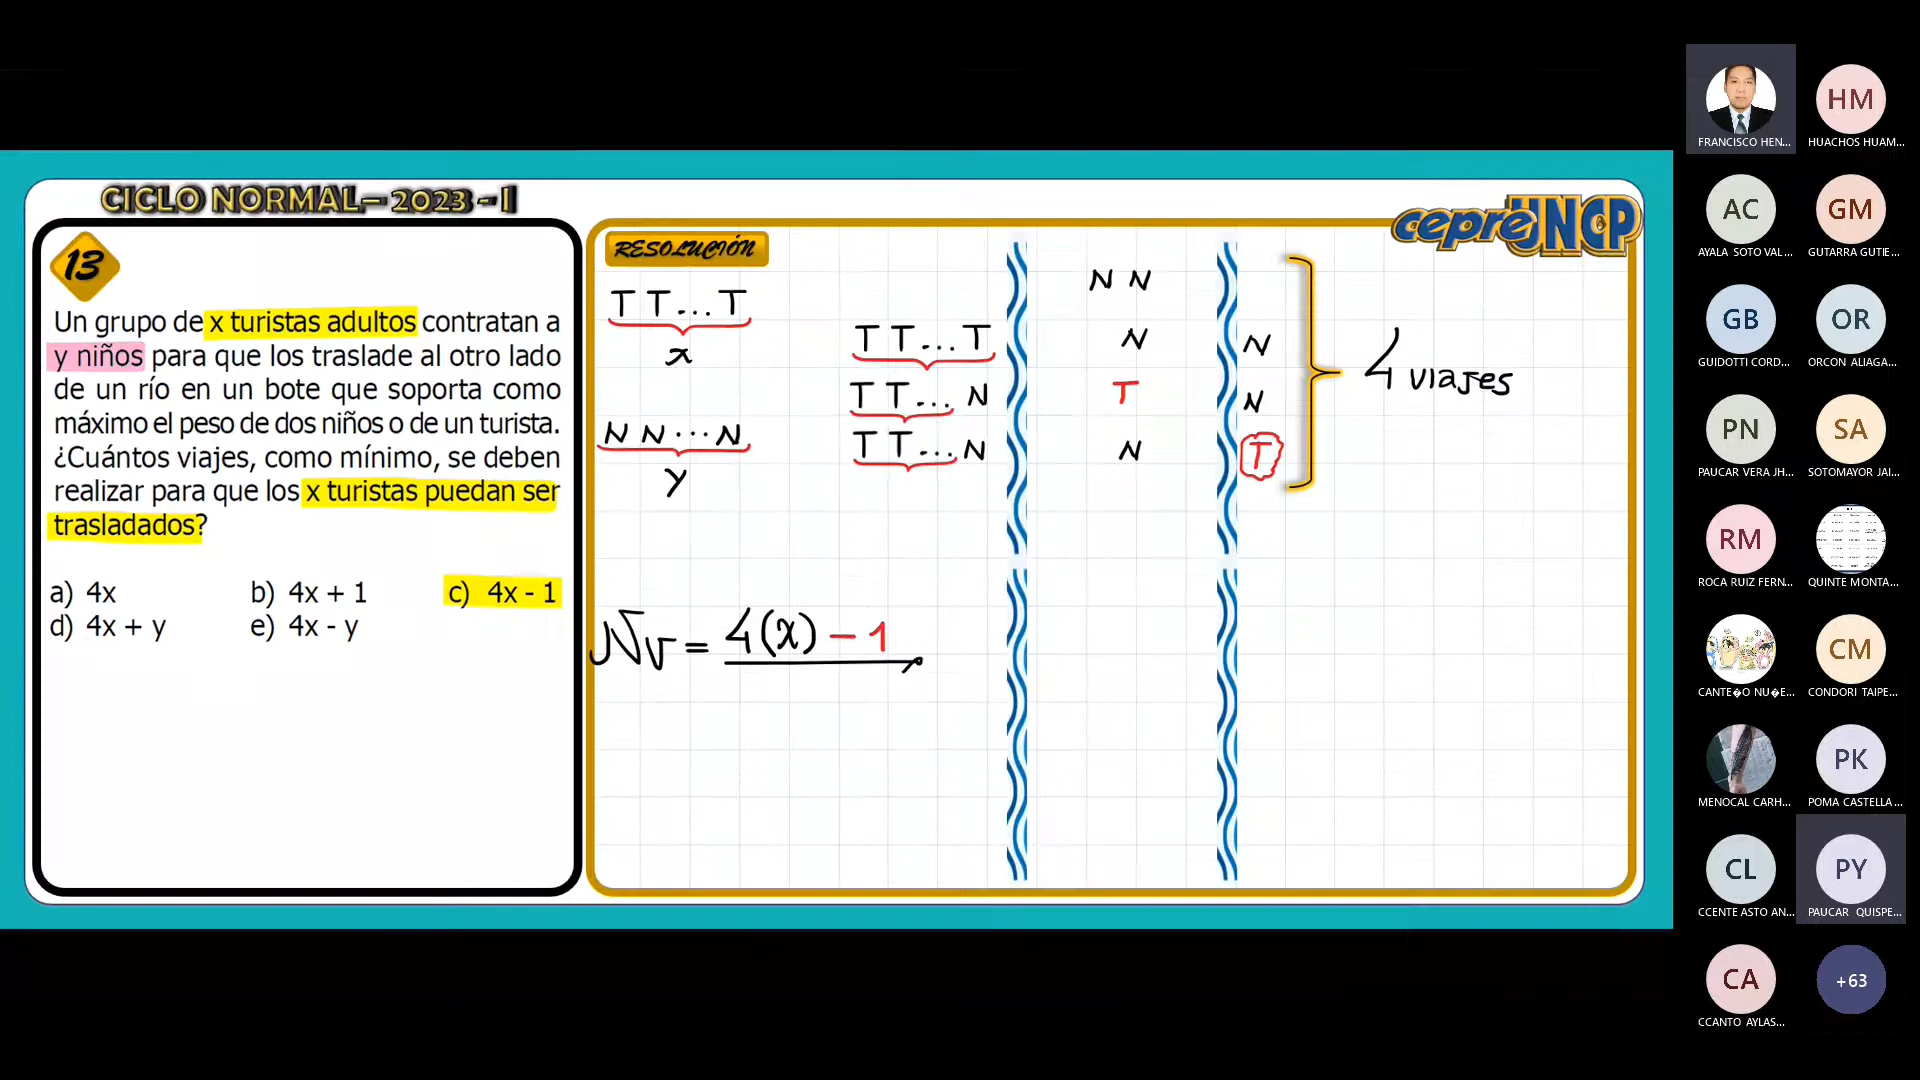 CICLO NORMAL– 2023 - I
cepreUNCP
13
Un grupo de x turistas adultos contratan a
y niños para que los traslade al otro lado
de un río en un bote que soporta como
máximo el peso de dos niños o de un turista.
¿Cuántos viajes, como mínimo, se deben
realizar para que los x turistas puedan ser
trasladados?
a) 4x b) 4x + 1 c) 4x - 1
d) 4x + y e) 4x - y
RESOLUCIÓN
T T...T
x
N N...N
y
N N
T T...T N N
T T... N T N
T T...N N T
4 viajes
Nv = 4(x) - 1
FRANCISCO HEN...
HM
HUACHOS HUAM...
AC
AYALA SOTO VAL...
GM
GUTARRA GUTIE...
GB
GUIDOTTI CORD...
OR
ORCON ALIAGA...
PN
PAUCAR VERA JH...
SA
SOTOMAYOR JAI...
RM
ROCA RUIZ FERN...
QUINTE MONTA...
CANTE�O NU�E...
CM
CONDORI TAIPE...
MENOCAL CARH...
PK
POMA CASTELLA...
CL
CCENTE ASTO AN...
PY
PAUCAR QUISPE...
CA
CCANTO AYLAS...
+63